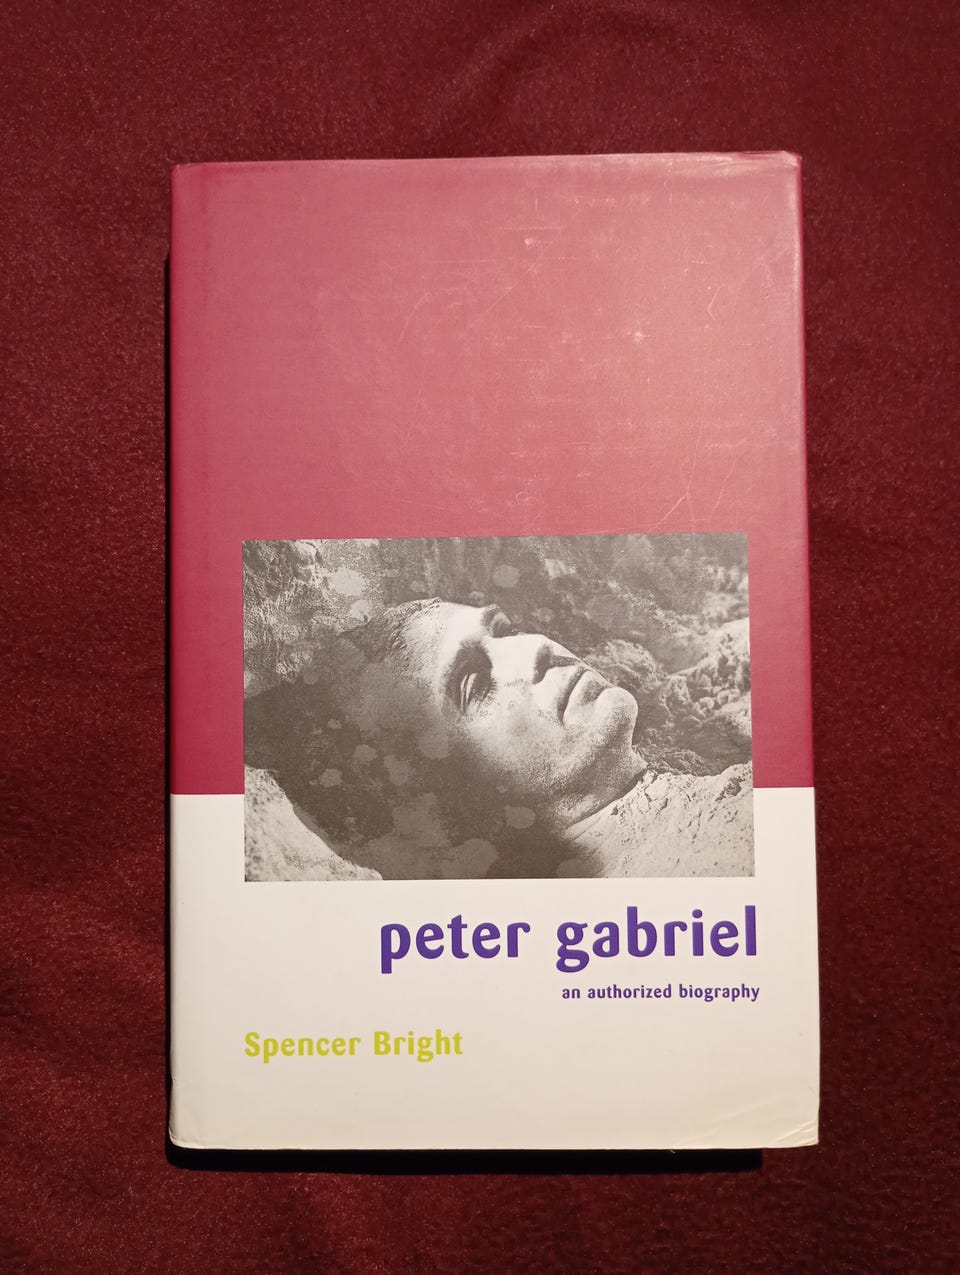 peter gabriel
an authorized biography
Spencer Bright